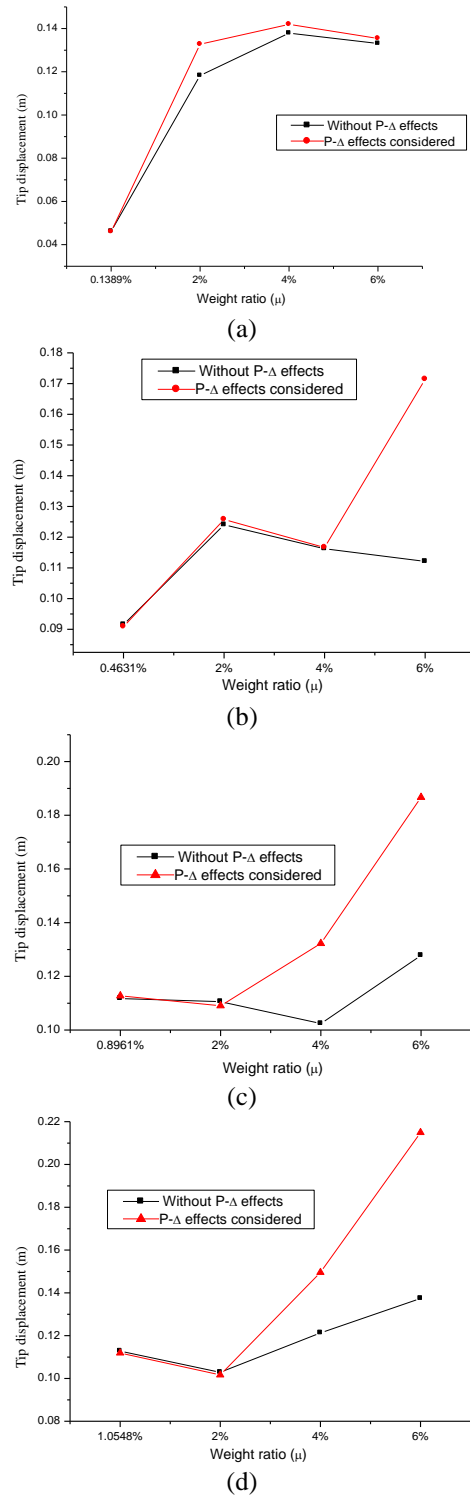 0.14
0.12
0.10
0.08
0.06
0.04
Tip displacement (m)
Without P-Δ effects
P-Δ effects considered
0.1389% 2% 4% 6%
Weight ratio (μ)
(a)
0.18
0.17
0.16
0.15
0.14
0.13
0.12
0.11
0.10
0.09
Tip displacement (m)
Without P-Δ effects
P-Δ effects considered
0.4631% 2% 4% 6%
Weight ratio (μ)
(b)
0.20
0.18
0.16
0.14
0.12
0.10
Tip displacement (m)
Without P-Δ effects
P-Δ effects considered
0.8961% 2% 4% 6%
Weight ratio (μ)
(c)
0.22
0.20
0.18
0.16
0.14
0.12
0.10
0.08
Tip displacement (m)
Without P-Δ effects
P-Δ effects considered
1.0548% 2% 4% 6%
Weight ratio (μ)
(d)